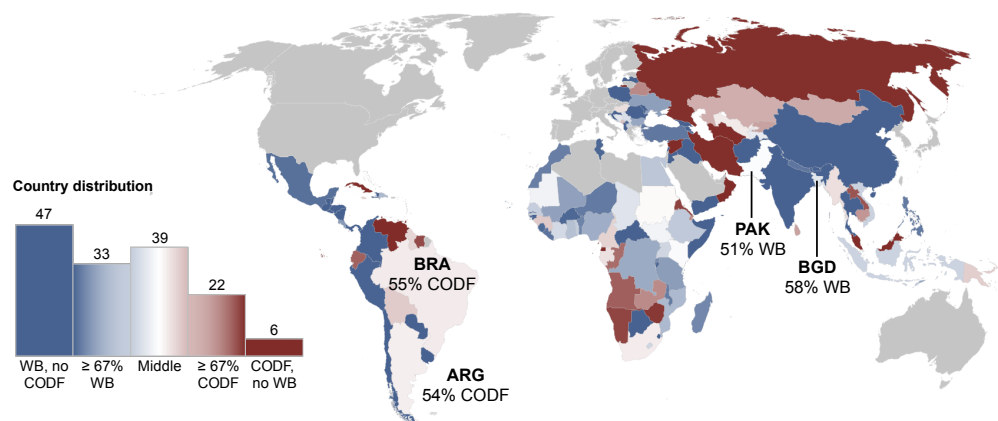 Country distribution
47
33
39
22
6
WB, no CODF
≥ 67% WB
Middle
≥ 67% CODF
CODF, no WB
BRA
55% CODF
ARG
54% CODF
PAK
51% WB
BGD
58% WB